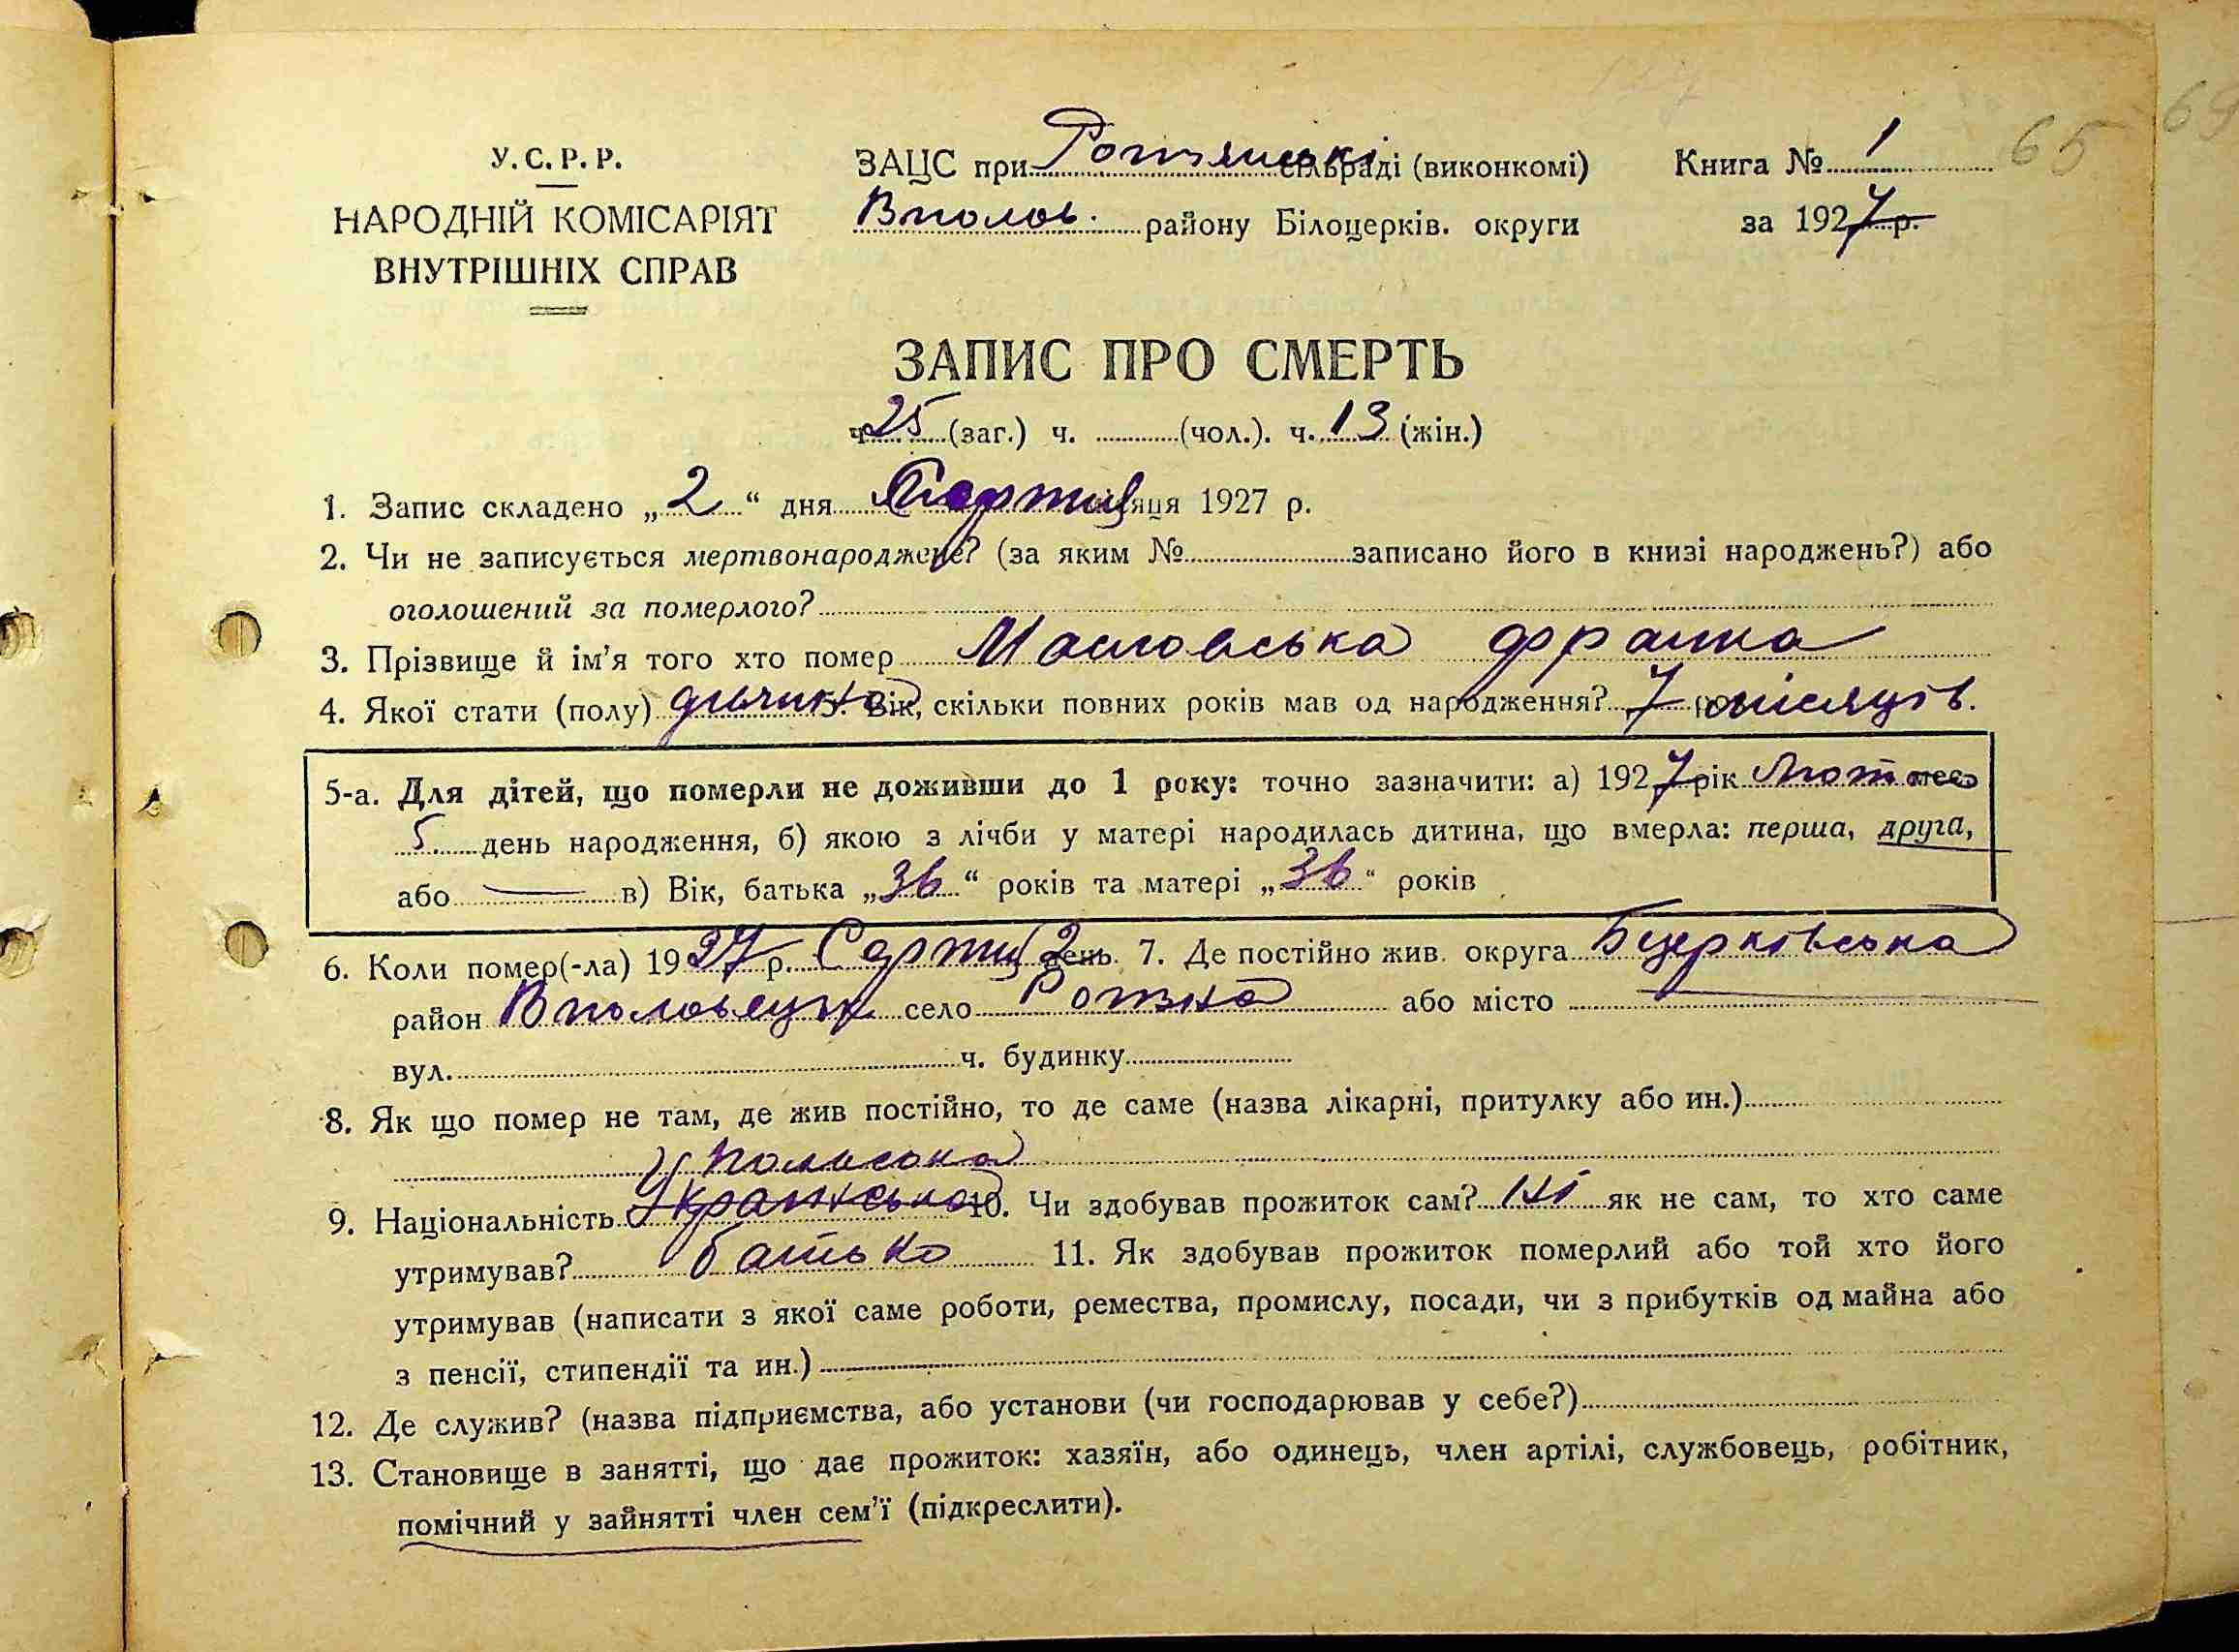 65
69
У. С. Р. Р.
НАРОДНІЙ КОМІСАРІЯТ
ВНУТРІШНІХ СПРАВ
ЗАЦС при сільраді (виконкомі)
Вполов. району Білоцерків. округи
Книга № 1
за 1927 р.
ЗАПИС ПРО СМЕРТЬ
ч. 25 (заг.) ч. (чол.). ч. 13 (жін.)
1. Запис складено „ 2 “ дня Серпня місяця 1927 р.
2. Чи не записується мертвонароджене? (за яким № записано його в книзі народжень?) або
оголошений за померлого?
3. Прізвище й ім’я того хто помер Масловська Франка
4. Якої стати (полу) дівчина 5. Вік, скільки повних років мав од народження? 7 місяців.
5-а. Для дітей, що померли не доживши до 1 року: точно зазначити: а) 1927 рік Лют
5 день народження, б) якою з лічби у матері народилась дитина, що вмерла: перша, друга,
або — в) Вік, батька „36“ років та матері „36“ років
6. Коли помер(-ла) 1927 р. Серпня 2 день. 7. Де постійно жив. округа Бцерківська
район село або місто
вул. ч. будинку
8. Як що помер не там, де жив постійно, то де саме (назва лікарні, притулку або ин.)
Польська
9. Національність Українська 10. Чи здобував прожиток сам? Ні як не сам, то хто саме
утримував? батько 11. Як здобував прожиток померлий або той хто його
утримував (написати з якої саме роботи, ремества, промислу, посади, чи з прибутків од майна або
з пенсії, стипендії та ин.)
12. Де служив? (назва підприємства, або установи (чи господарював у себе?)
13. Становище в занятті, що дає прожиток: хазяїн, або одинець, член артілі, службовець, робітник,
помічний у зайнятті член сем’ї (підкреслити).